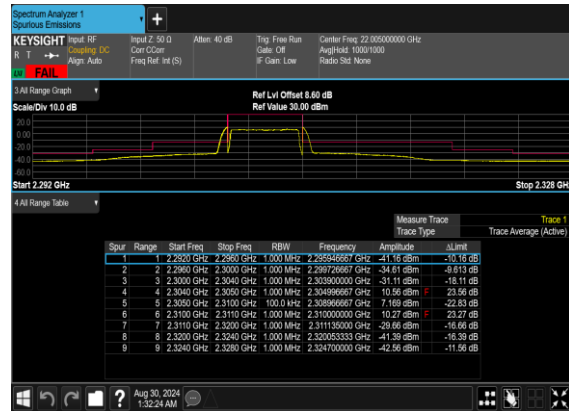 Spectrum Analyzer 1
Spurious Emissions
+
KEYSIGHT Input: RF Input Z: 50 Ω Atten: 40 dB Trig: Free Run Center Freq: 22.005000000 GHz
R T Coupling: DC Corr CCorr Gate: Off Avg|Hold: 1000/1000
Align: Auto Freq Ref: Int (S) IF Gain: Low Radio Std: None
FAIL
3 All Range Graph
Ref Lvl Offset 8.60 dB
Scale/Div 10.0 dB Ref Value 30.00 dBm
20.0
0.00
-20.0
-40.0
-60.0
Start 2.292 GHz Stop 2.328 GHz
4 All Range Table
Measure Trace Trace 1
Trace Type Trace Average (Active)
Spur Range Start Freq Stop Freq RBW Frequency Amplitude ΔLimit
1 1 2.2920 GHz 2.2960 GHz 1.000 MHz 2.295946667 GHz -41.16 dBm -10.16 dB
2 2 2.2960 GHz 2.3000 GHz 1.000 MHz 2.299726667 GHz -34.61 dBm -9.613 dB
3 3 2.3000 GHz 2.3040 GHz 1.000 MHz 2.303900000 GHz -31.11 dBm -18.11 dB
4 4 2.3040 GHz 2.3050 GHz 1.000 MHz 2.304996667 GHz 10.56 dBm F 23.56 dB
5 5 2.3050 GHz 2.3100 GHz 100.0 kHz 2.308966667 GHz 7.169 dBm -22.83 dB
6 6 2.3100 GHz 2.3110 GHz 1.000 MHz 2.310000000 GHz 10.27 dBm F 23.27 dB
7 7 2.3110 GHz 2.3200 GHz 1.000 MHz 2.311135000 GHz -29.66 dBm -16.66 dB
8 8 2.3200 GHz 2.3240 GHz 1.000 MHz 2.320053333 GHz -41.39 dBm -16.39 dB
9 9 2.3240 GHz 2.3280 GHz 1.000 MHz 2.324700000 GHz -42.56 dBm -11.56 dB
? Aug 30, 2024
1:32:24 AM